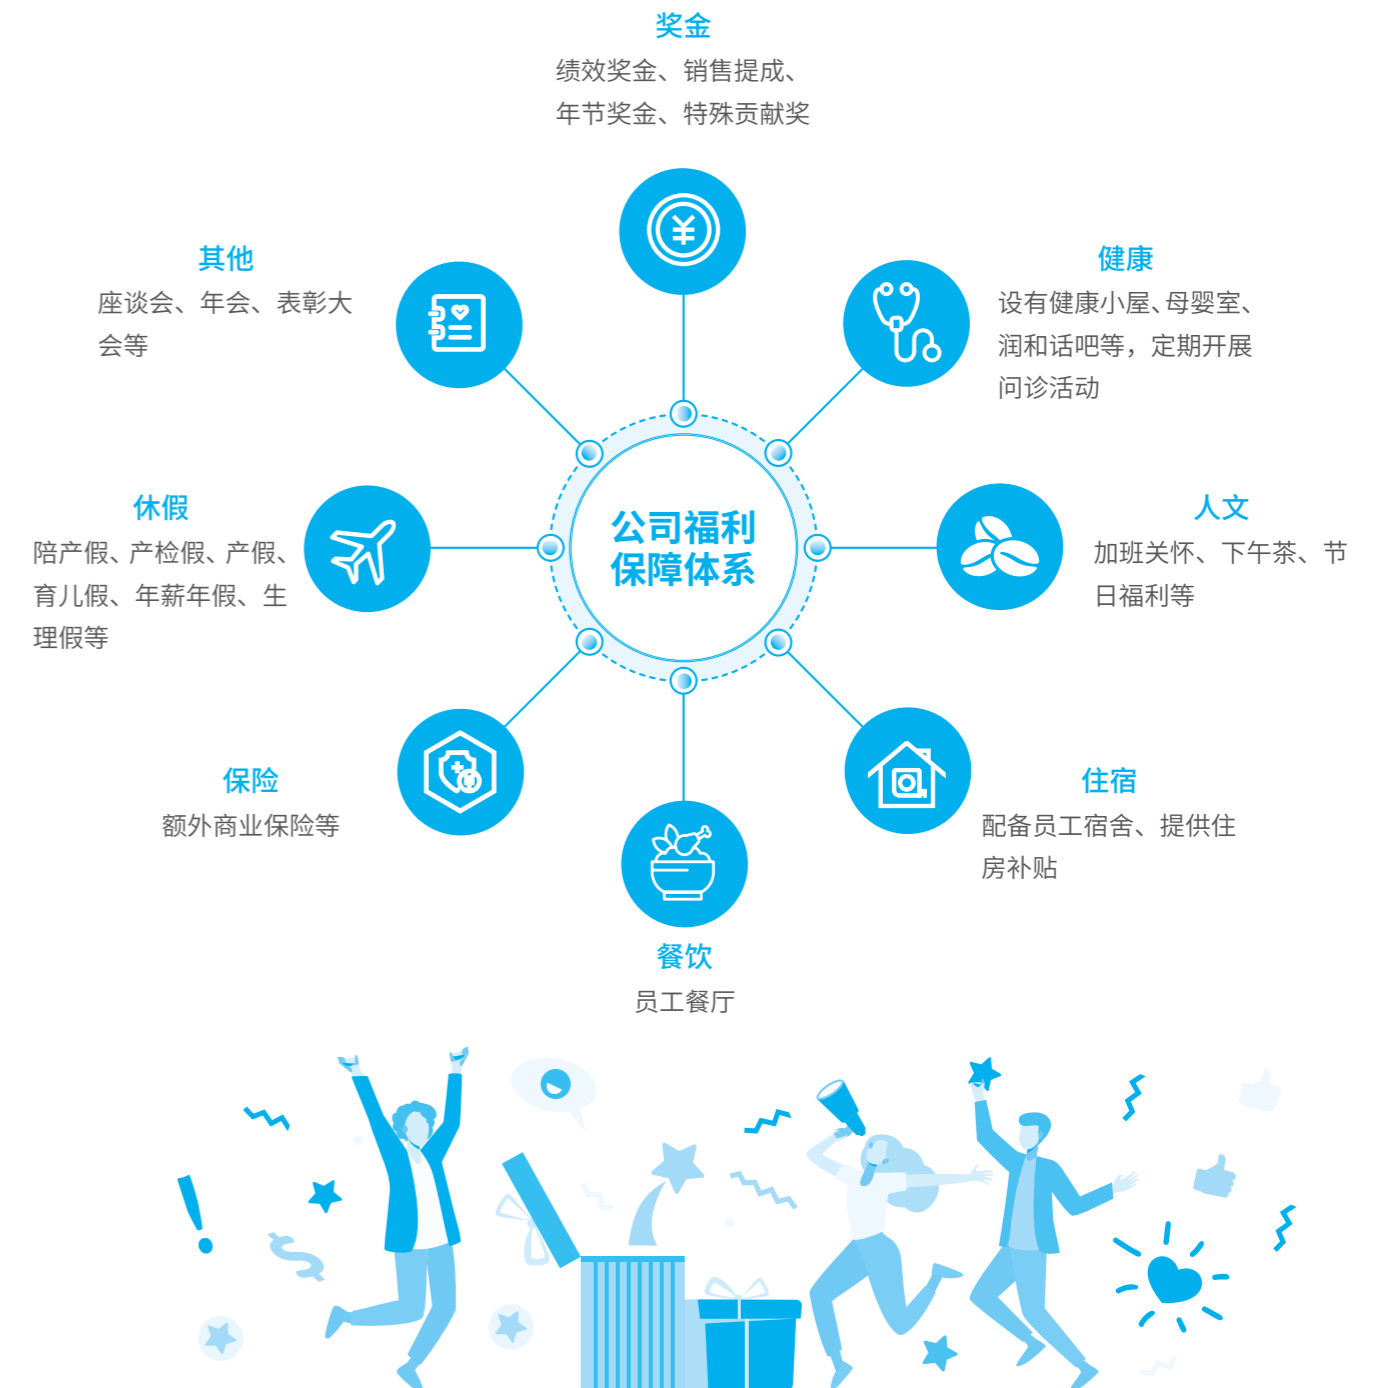 奖金
绩效奖金、销售提成、
年节奖金、特殊贡献奖
其他
座谈会、年会、表彰大
会等
健康
设有健康小屋、母婴室、
润和话吧等，定期开展
问诊活动
休假
陪产假、产检假、产假、
育儿假、年薪年假、生
理假等
公司福利
保障体系
人文
加班关怀、下午茶、节
日福利等
保险
额外商业保险等
住宿
配备员工宿舍、提供住
房补贴
餐饮
员工餐厅